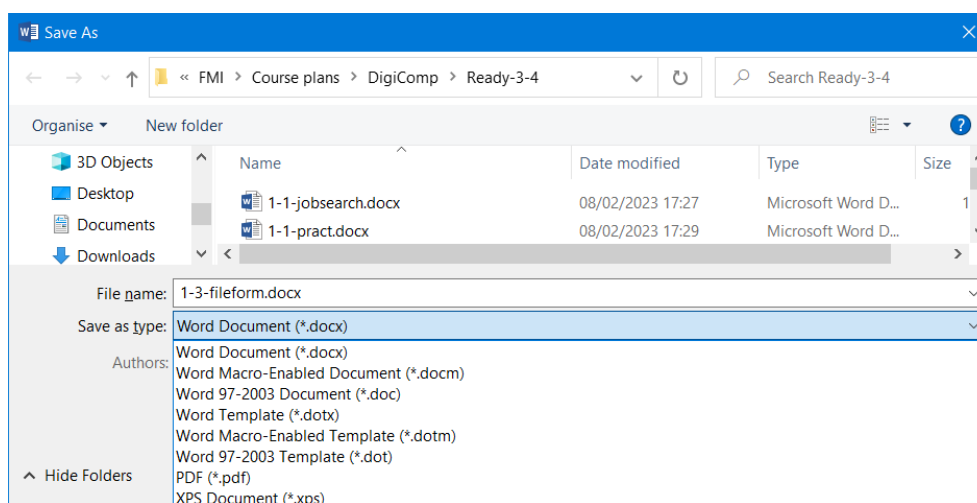 Save As
« FMI > Course plans > DigiComp > Ready-3-4
Search Ready-3-4
Organise
New folder
?
3D Objects
Name
Date modified
Type
Size
Desktop
1-1-jobsearch.docx
08/02/2023 17:27
Microsoft Word D...
1
Documents
1-1-pract.docx
08/02/2023 17:29
Microsoft Word D...
Downloads
File name:
1-3-fileform.docx
Save as type:
Word Document (*.docx)
Authors:
Word Document (*.docx)
Word Macro-Enabled Document (*.docm)
Word 97-2003 Document (*.doc)
Word Template (*.dotx)
Word Macro-Enabled Template (*.dotm)
Word 97-2003 Template (*.dot)
Hide Folders
PDF (*.pdf)
XPS Document (*.xps)